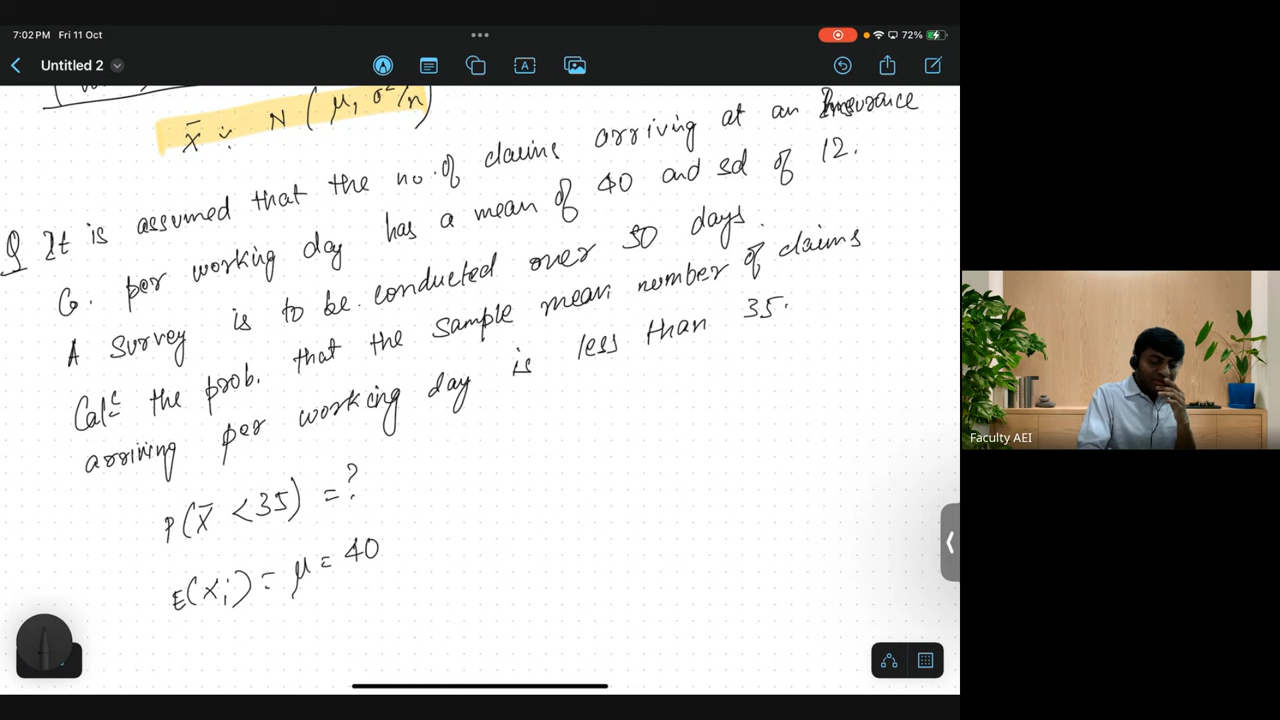 7:02 PM Fri 11 Oct
72%
Untitled 2
X̄ ∻ N ( μ, σ²/n )
Q It is assumed that the no. of claims arriving at an Insurance
Co. per working day has a mean of 40 and sd of 12.
A Survey is to be conducted over 50 days.
Calc the prob. that the sample mean number of claims
arriving per working day is less than 35.
P(X̄ < 35) = ?
E(Xi) = μ = 40
Faculty AEI